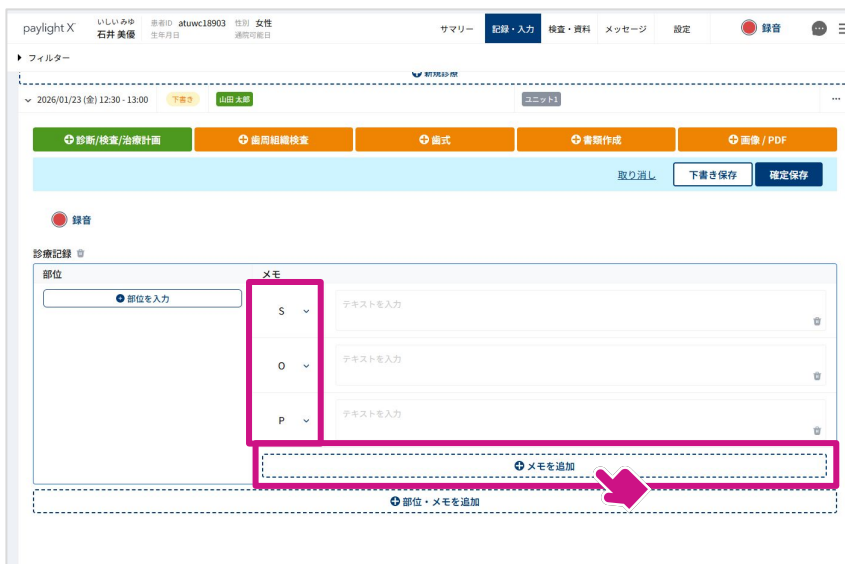 paylight X いしい みゆ 患者ID atuwc18903 性別 女性
石井 美優 生年月日 通院可能日
サマリー 記録・入力 検査・資料 メッセージ 設定 録音
フィルター
新規診療
2026/01/23 (金) 12:30 - 13:00 下書き 山田 太郎 ユニット1
診断/検査/治療計画 歯周組織検査 歯式 書類作成 画像 / PDF
取り消し 下書き保存 確定保存
録音
診療記録
部位 メモ
部位を入力
S テキストを入力
O テキストを入力
P テキストを入力
メモを追加
部位・メモを追加